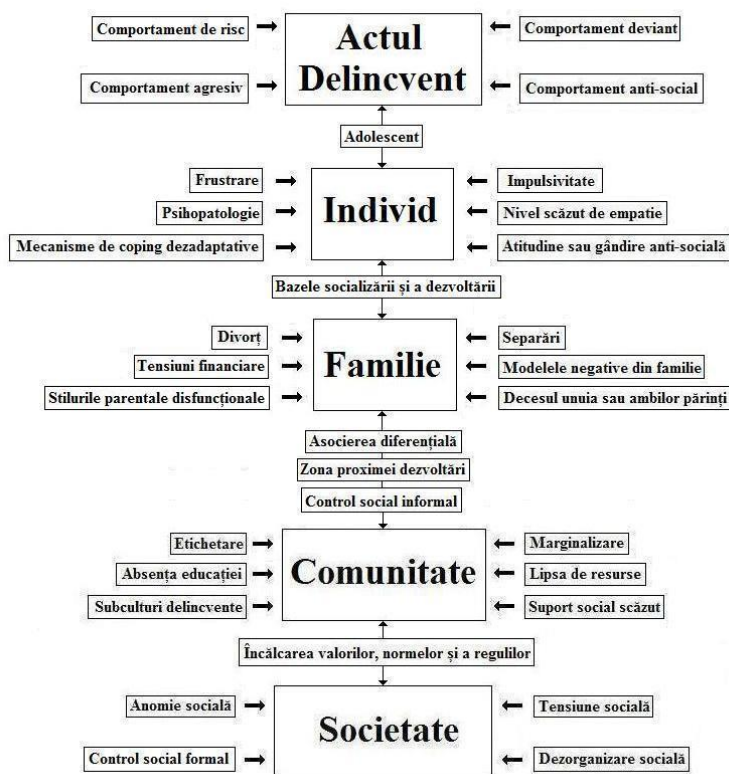 Comportament de risc
Actul
Delincvent
Comportament deviant
Comportament agresiv
Comportament anti-social
Adolescent
Frustrare
Individ
Impulsivitate
Psihopatologie
Nivel scăzut de empatie
Mecanisme de coping dezadaptative
Atitudine sau gândire anti-socială
Bazele socializării și a dezvoltării
Divorț
Familie
Separări
Tensiuni financiare
Modelele negative din familie
Stilurile parentale disfuncționale
Decesul unuia sau ambilor părinți
Asocierea diferențială
Zona proximei dezvoltări
Control social informal
Etichetare
Comunitate
Marginalizare
Absența educației
Lipsa de resurse
Subculturi delincvente
Suport social scăzut
Încălcarea valorilor, normelor și a regulilor
Anomie socială
Societate
Tensiune socială
Control social formal
Dezorganizare socială